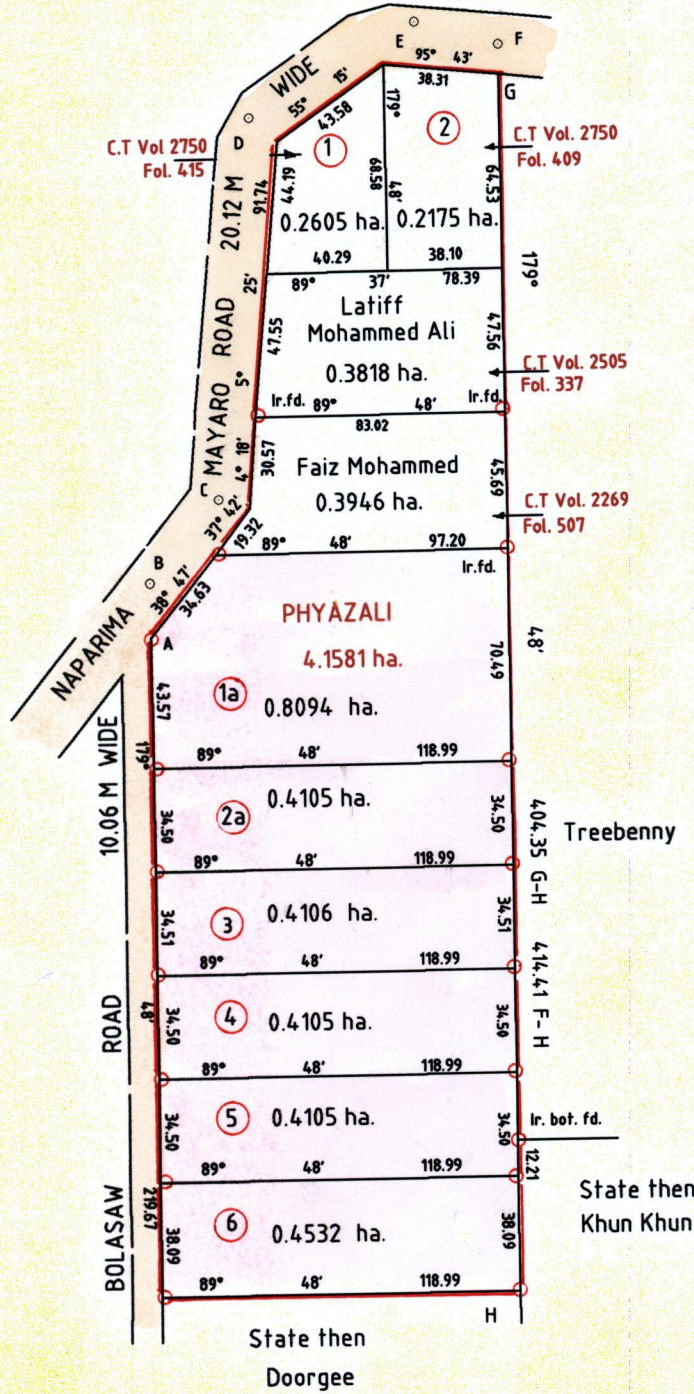 E
F
95° 43'
38.31
G
WIDE
55° 15'
43.58
D
179°
48'
68.58
1
2
C.T Vol 2750
Fol. 415
C.T Vol. 2750
Fol. 409
91.74
44.19
64.53
20.12 M
0.2605 ha.
0.2175 ha.
40.29
38.10
89° 37' 78.39
179°
25'
47.55
Latiff
Mohammed Ali
47.56
0.3818 ha.
C.T Vol. 2505
Fol. 337
5°
Ir.fd.
89° 48'
Ir.fd.
83.02
MAYARO ROAD
4° 18'
30.57
Faiz Mohammed
45.69
0.3946 ha.
C.T Vol. 2269
Fol. 507
C
37° 42'
19.32
89° 48' 97.20
Ir.fd.
B
38° 47'
34.63
NAPARIMA
A
PHYAZALI
4.1581 ha.
70.49
48'
43.57
1a
0.8094 ha.
179°
10.06 M WIDE
89° 48' 118.99
34.50
2a
0.4105 ha.
34.50
404.35 G-H
Treebenny
89° 48' 118.99
34.51
3
0.4106 ha.
34.51
414.41 F-H
89° 48' 118.99
48'
ROAD
34.50
4
0.4105 ha.
34.50
89° 48' 118.99
34.50
5
0.4105 ha.
34.50
Ir. bot. fd.
12.21
89° 48' 118.99
219.67
BOLASAW
38.09
6
0.4532 ha.
38.09
State then
Khun Khun
89° 48' 118.99
H
State then
Doorgee